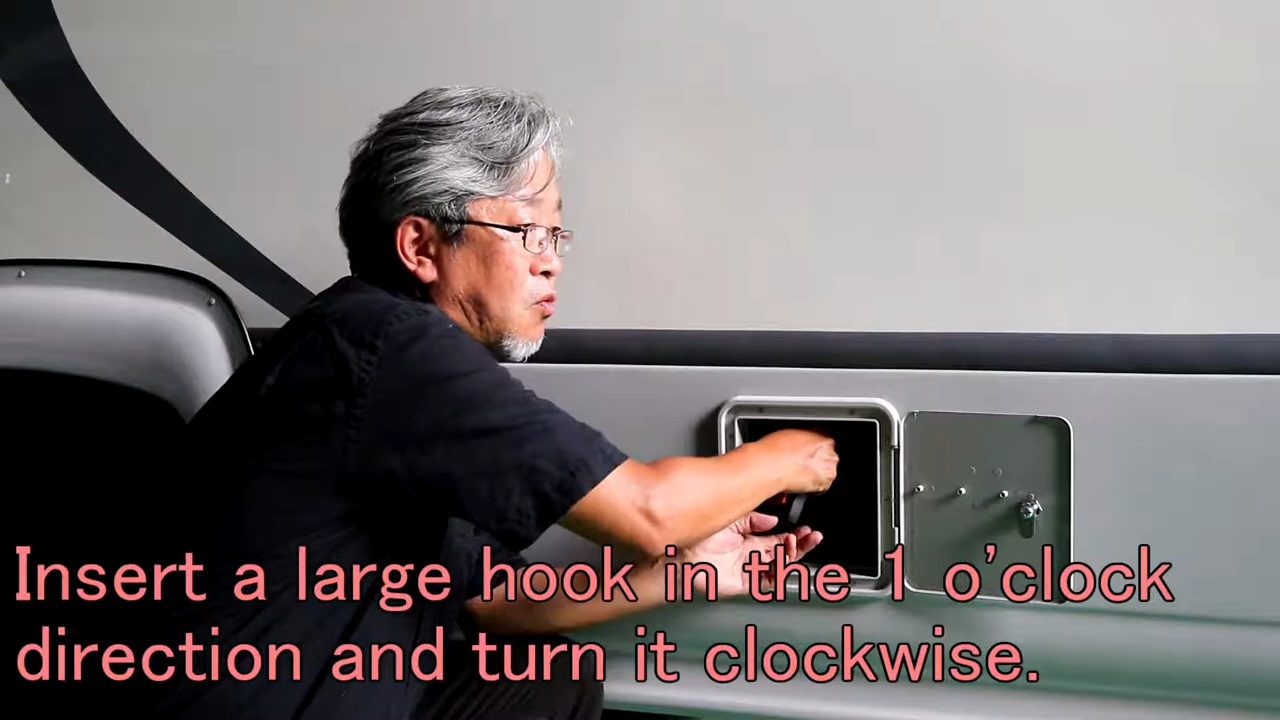 Insert a large hook in the 1 o'clock
direction and turn it clockwise.